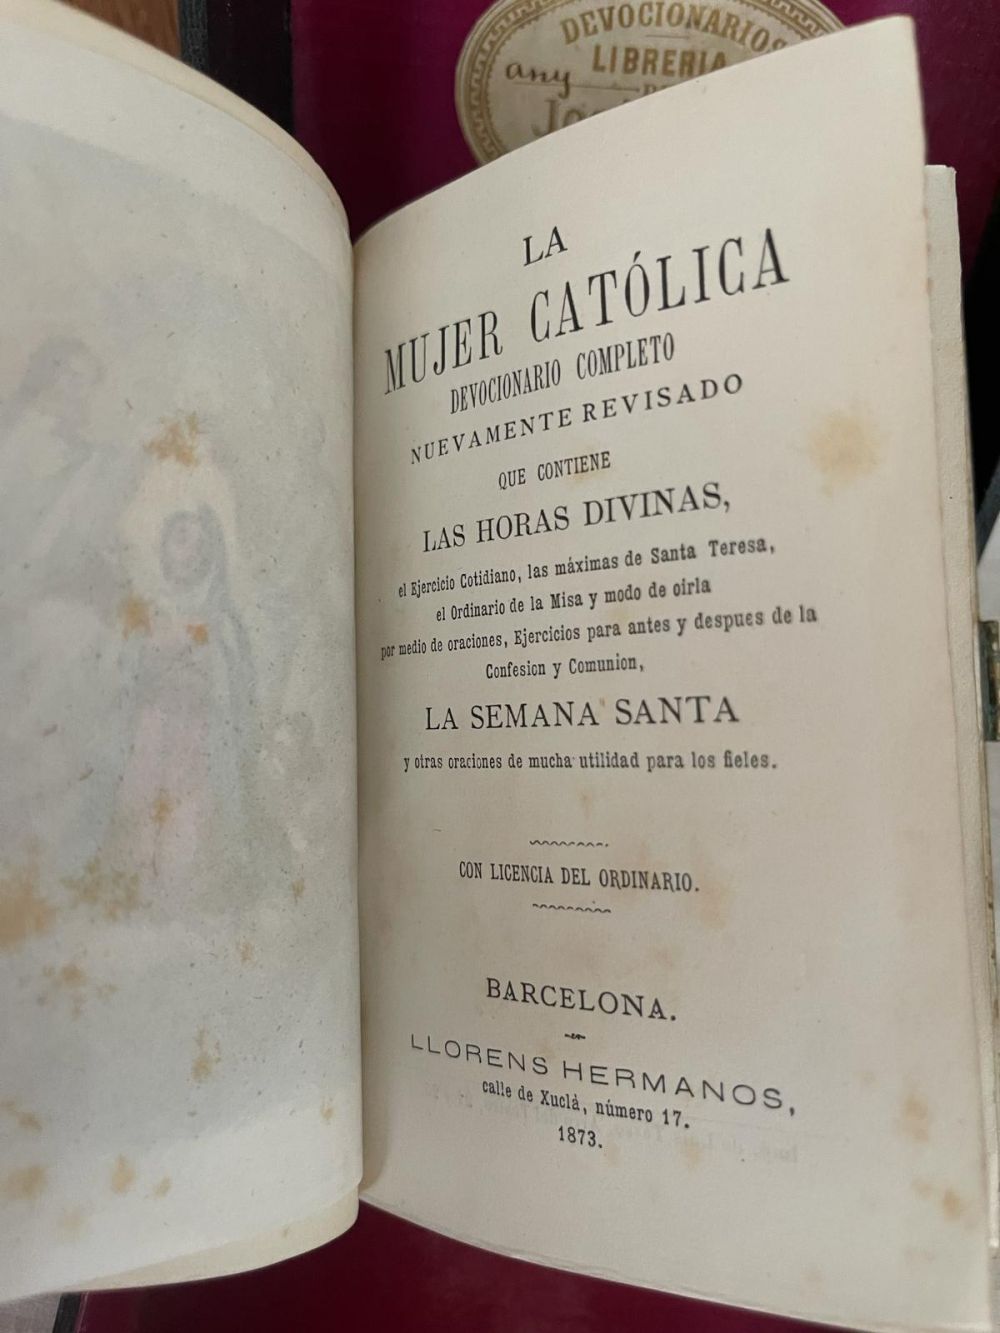 DEVOCIONARIOS
LIBRERIA
any
LA
MUJER CATÓLICA
DEVOCIONARIO COMPLETO
NUEVAMENTE REVISADO
QUE CONTIENE
LAS HORAS DIVINAS,
el Ejercicio Cotidiano, las máximas de Santa Teresa,
el Ordinario de la Misa y modo de oirla
por medio de oraciones, Ejercicios para antes y despues de la
Confesion y Comunion,
LA SEMANA SANTA
y otras oraciones de mucha utilidad para los fieles.
CON LICENCIA DEL ORDINARIO.
BARCELONA.
LLORENS HERMANOS,
calle de Xuclà, número 17.
1873.